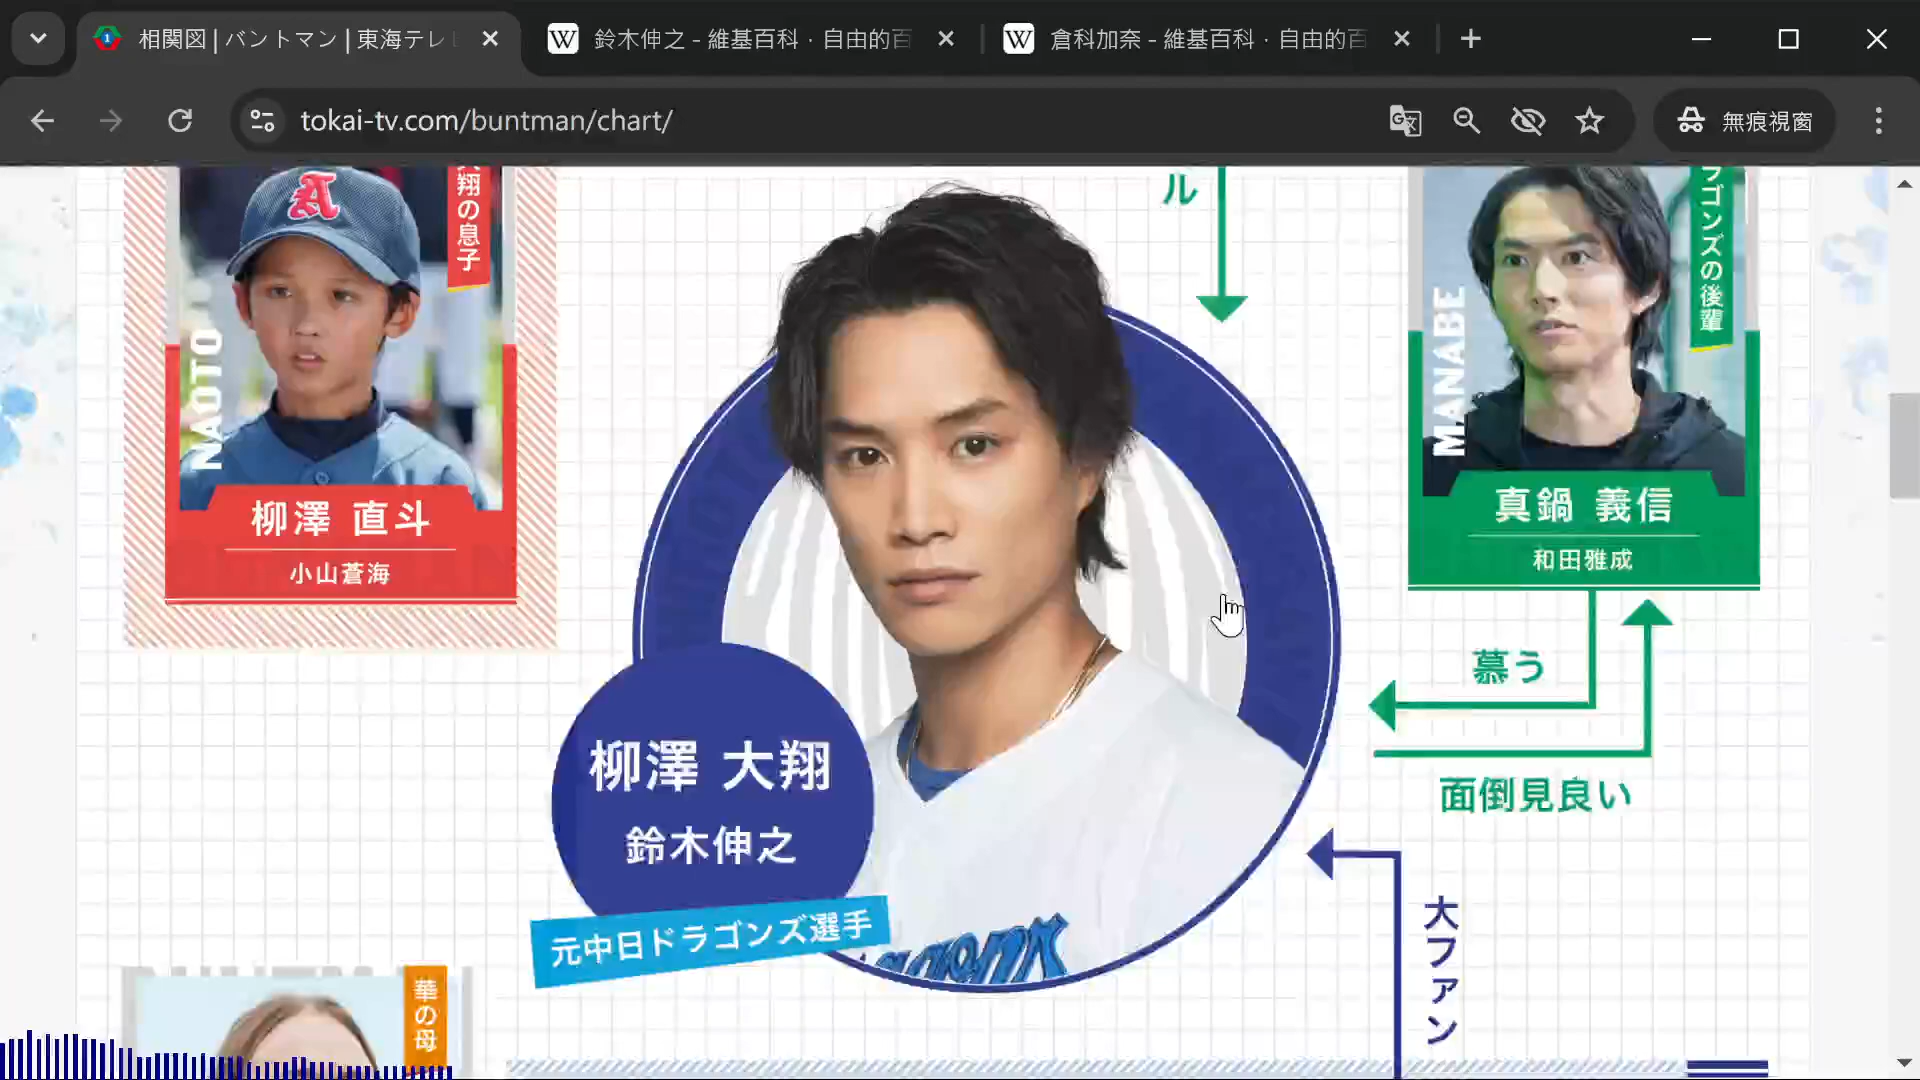 相関図 | バントマン | 東海テレ
鈴木伸之 - 維基百科，自由的百
倉科加奈 - 維基百科，自由的百
tokai-tv.com/buntman/chart/
無痕視窗
翔の息子
NAOTO
柳澤 直斗
小山蒼海
ル
ゴンズの後輩
MANABE
真鍋 義信
和田雅成
慕う
面倒見良い
柳澤 大翔
鈴木伸之
元中日ドラゴンズ選手
大ファン
華の母